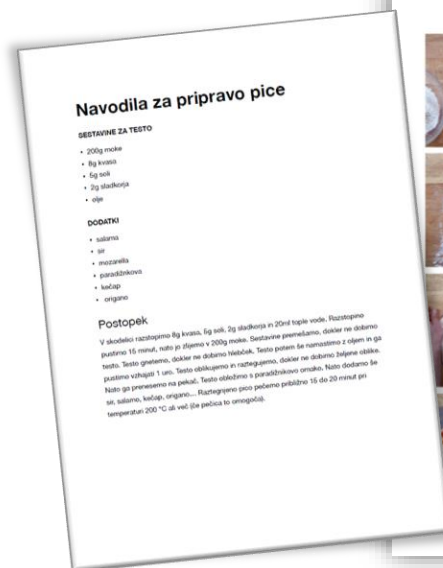 Navodila za pripravo pice
SESTAVINE ZA TESTO
• 200g moke
• 8g kvasa
• 5g soli
• 2g sladkorja
• olje
DODATKI
• salama
• sir
• mozarella
• paradižnikova
• kečap
• origano
Postopek
V skodelici razstopimo 8g kvasa, 5g soli, 2g sladkorja in 20ml tople vode. Razstopino
pustimo 15 minut, nato jo zlijemo v 200g moke. Sestavine premešamo, dokler ne dobimo
testo. Testo gnetemo, dokler ne dobimo hlebček. Testo potem še namastimo z oljem in ga
pustimo vzhajati 1 uro. Testo oblikujemo in raztegujemo, dokler ne dobimo željene oblike.
Nato ga prenesemo na pekač. Testo obložimo s paradižnikovo omako. Nato dodamo še
sir, salamo, kečap, origano... Raztegnjeno pico pečemo približno 15 do 20 minut pri
temperaturi 200 °C ali več (če pečica to omogoča).